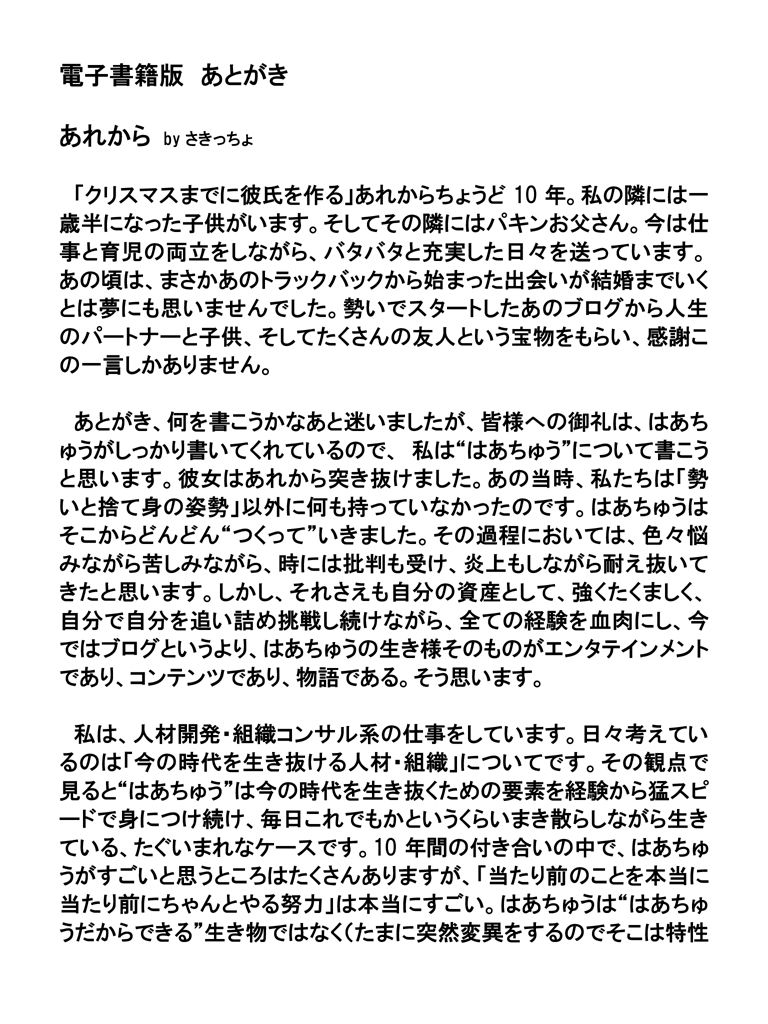 電子書籍版　あとがき
あれから by さきっちょ
「クリスマスまでに彼氏を作る」あれからちょうど 10 年。私の隣には一
歳半になった子供がいます。そしてその隣にはパキンお父さん。今は仕
事と育児の両立をしながら、バタバタと充実した日々を送っています。
あの頃は、まさかあのトラックバックから始まった出会いが結婚までいく
とは夢にも思いませんでした。勢いでスタートしたあのブログから人生
のパートナーと子供、そしてたくさんの友人という宝物をもらい、感謝こ
の一言しかありません。
あとがき、何を書こうかなあと迷いましたが、皆様への御礼は、はあち
ゅうがしっかり書いてくれているので、 私は“はあちゅう”について書こう
と思います。彼女はあれから突き抜けました。あの当時、私たちは「勢
いと捨て身の姿勢」以外に何も持っていなかったのです。はあちゅうは
そこからどんどん“つくって”いきました。その過程においては、色々悩
みながら苦しみながら、時には批判も受け、炎上もしながら耐え抜いて
きたと思います。しかし、それさえも自分の資産として、強くたくましく、
自分で自分を追い詰め挑戦し続けながら、全ての経験を血肉にし、今
ではブログというより、はあちゅうの生き様そのものがエンタテインメント
であり、コンテンツであり、物語である。そう思います。
私は、人材開発・組織コンサル系の仕事をしています。日々考えてい
るのは「今の時代を生き抜ける人材・組織」についてです。その観点で
見ると“はあちゅう”は今の時代を生き抜くための要素を経験から猛スピ
ードで身につけ続け、毎日これでもかというくらいまき散らしながら生き
ている、たぐいまれなケースです。10 年間の付き合いの中で、はあちゅ
うがすごいと思うところはたくさんありますが、「当たり前のことを本当に
当たり前にちゃんとやる努力」は本当にすごい。はあちゅうは“はあちゅ
うだからできる”生き物ではなく（たまに突然変異をするのでそこは特性